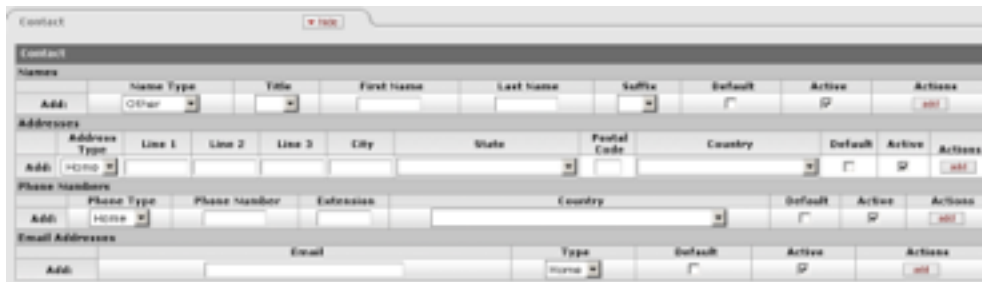 Contact ▼ hide
Contact
Names
Name Type Title First Name Last Name Suffix Default Active Actions
Add: Other add
Addresses
Address Type Line 1 Line 2 Line 3 City State Postal Code Country Default Active Actions
Add: Home add
Phone Numbers
Phone Type Phone Number Extension Country Default Active Actions
Add: Home add
Email Addresses
Email Type Default Active Actions
Add: Home add